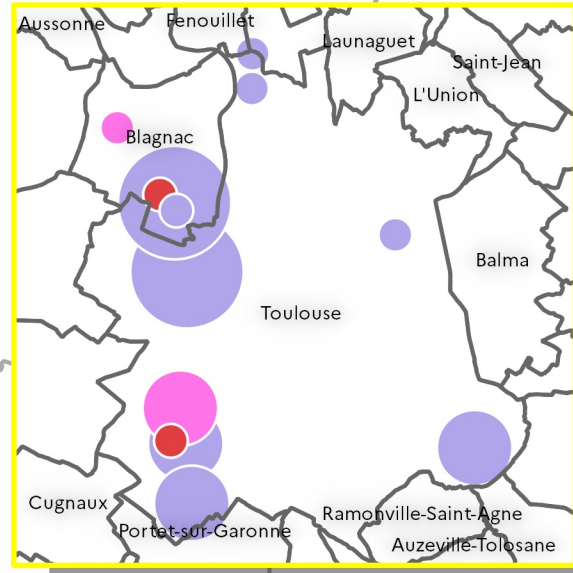 Aussonne
Fenouillet
Launaguet
Saint-Jean
L'Union
Blagnac
Balma
Toulouse
Cugnaux
Portet-sur-Garonne
Ramonville-Saint-Agne
Auzeville-Tolosane